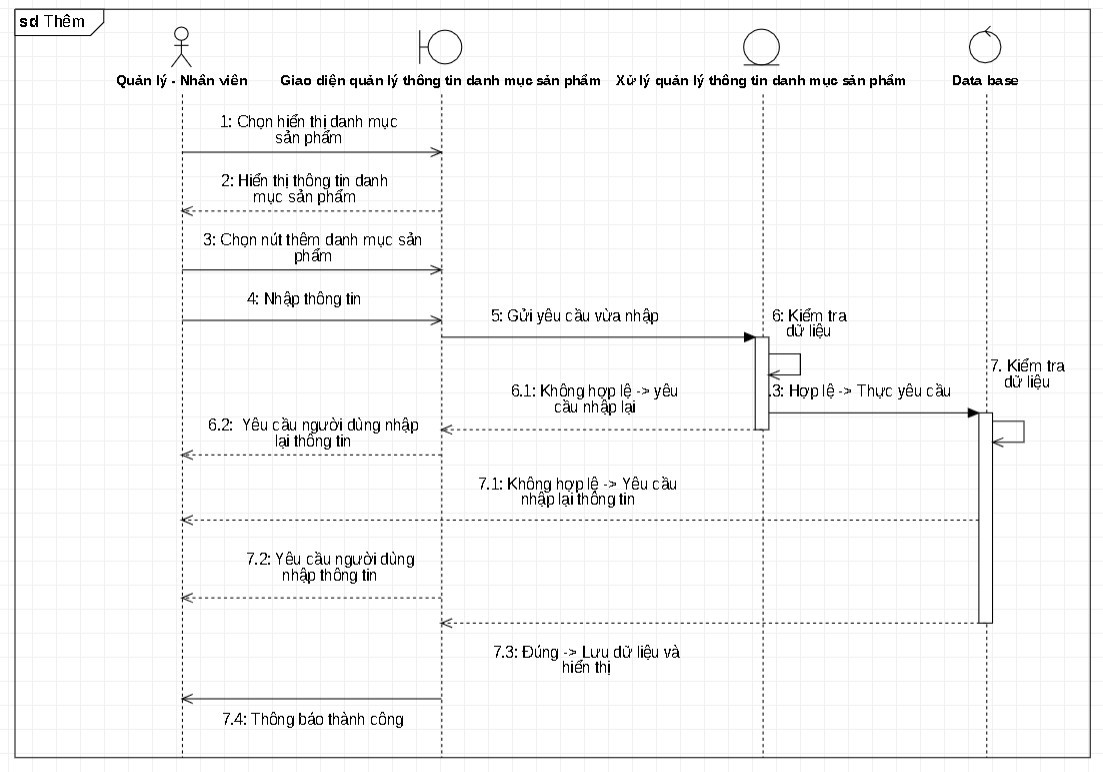 sd Thêm
Quản lý - Nhân viên
Giao diện quản lý thông tin danh mục sản phẩm
Xử lý quản lý thông tin danh mục sản phẩm
Data base
1: Chọn hiển thị danh mục
sản phẩm
2: Hiển thị thông tin danh
mục sản phẩm
3: Chọn nút thêm danh mục sản
phẩm
4: Nhập thông tin
5: Gửi yêu cầu vừa nhập
6: Kiểm tra
dữ liệu
7. Kiểm tra
dữ liệu
6.1: Không hợp lệ -> yêu
cầu nhập lại
.3: Hợp lệ -> Thực yêu cầu
6.2: Yêu cầu người dùng nhập
lại thông tin
7.1: Không hợp lệ -> Yêu cầu
nhập lại thông tin
7.2: Yêu cầu người dùng
nhập thông tin
7.3: Đúng -> Lưu dữ liệu và
hiển thị
7.4: Thông báo thành công